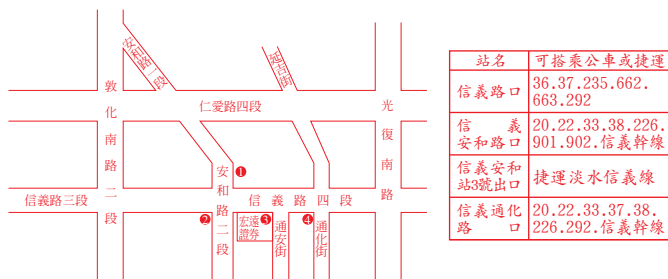 安和路一段
延吉街
敦化南路二段
仁愛路四段
光復南路
安和路二段
❶
信義路三段
信義路四段
❷
宏遠
證券
❸
通安街
❹
通化街
站名 可搭乘公車或捷運
信義路口 36.37.235.662.
663.292
信義
安和路口 20.22.33.38.226.
901.902.信義幹線
信義安和
站3號出口 捷運淡水信義線
信義通化
路口 20.22.33.37.38.
226.292.信義幹線